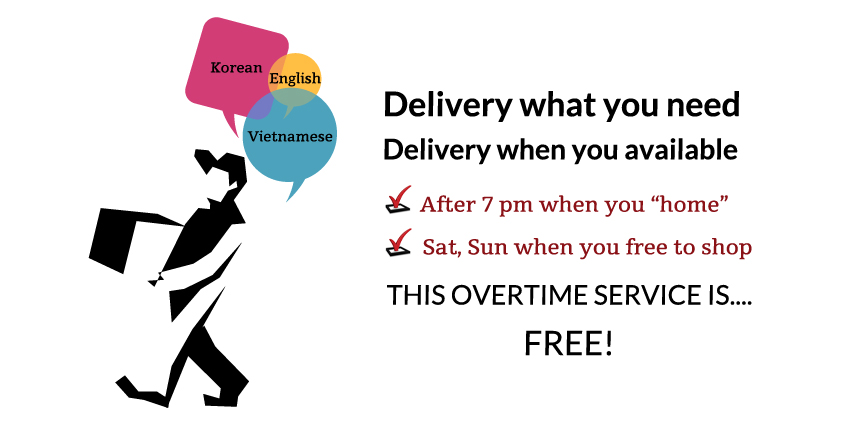 Korean
English
Vietnamese
Delivery what you need
Delivery when you available
After 7 pm when you “home”
Sat, Sun when you free to shop
THIS OVERTIME SERVICE IS....
FREE!